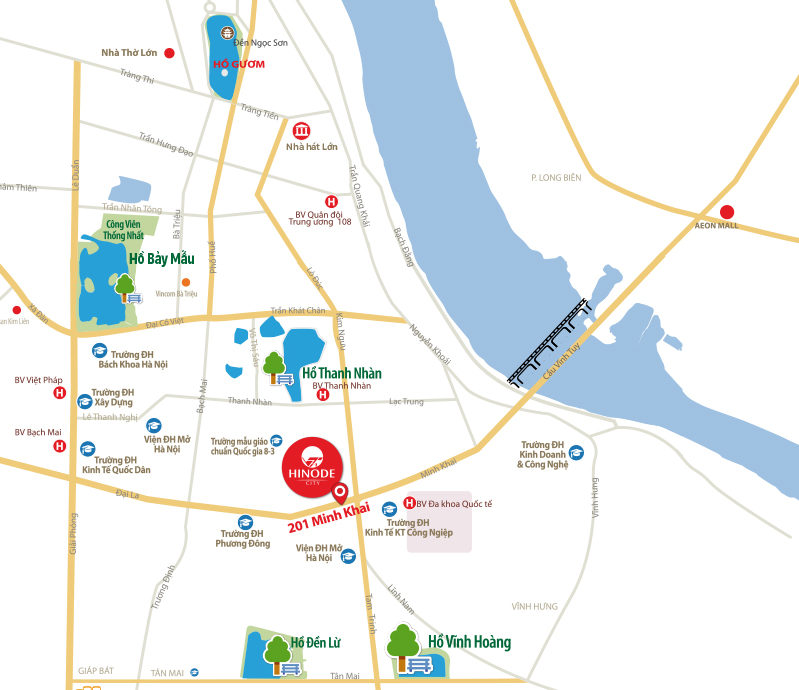 Đền Ngọc Sơn
Nhà Thờ Lớn
HỒ GƯƠM
Tràng Thi
Tràng Tiền
Trần Hưng Đạo
Nhà hát Lớn
Lê Duẩn
Trần Quang Khải
P. LONG BIÊN
Trần Nhân Tông
BV Quân đội
Trung ương 108
Bà Triệu
Công Viên
Thống Nhất
Bạch Đằng
AEON MALL
Phố Huế
Hồ Bảy Mẫu
Lò Đúc
Vincom Bà Triệu
Xã Đàn
Trần Khát Chân
Đại Cồ Việt
Kim Ngưu
Nguyễn Khoái
Trường ĐH
Bách Khoa Hà Nội
Cầu Vĩnh Tuy
Hồ Thanh Nhàn
BV Việt Pháp
BV Thanh Nhàn
Trường ĐH
Xây Dựng
Bạch Mai
Thanh Nhàn
Lạc Trung
Lê Thanh Nghị
BV Bạch Mai
Viện ĐH Mở
Hà Nội
Trường mẫu giáo
chuẩn Quốc gia 8-3
Trường ĐH
Kinh Doanh
& Công Nghệ
Trường ĐH
Kinh Tế Quốc Dân
HINODE
CITY
Minh Khai
Đại La
Vĩnh Hưng
BV Đa khoa Quốc tế
201 Minh Khai
Trường ĐH
Kinh Tế KT Công Ngiệp
Giải Phóng
Trường ĐH
Phương Đông
Viện ĐH Mở
Hà Nội
Trương Định
Lĩnh Nam
Tam Trinh
VĨNH HƯNG
Hồ Đền Lừ
Hồ Vĩnh Hoàng
GIÁP BÁT
TÂN MAI
Tân Mai